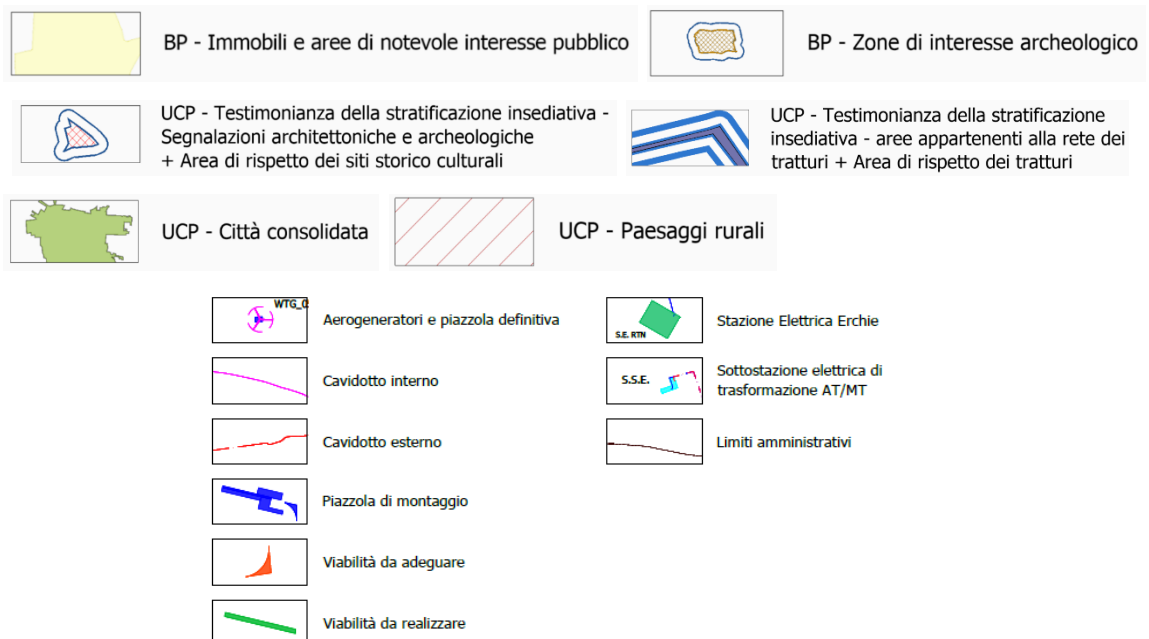 BP - Immobili e aree di notevole interesse pubblico
BP - Zone di interesse archeologico
UCP - Testimonianza della stratificazione insediativa -
Segnalazioni architettoniche e archeologiche
+ Area di rispetto dei siti storico culturali
UCP - Testimonianza della stratificazione
insediativa - aree appartenenti alla rete dei
tratturi + Area di rispetto dei tratturi
UCP - Città consolidata
UCP - Paesaggi rurali
WTG_0
Aerogeneratori e piazzola definitiva
S.E. RTN
Stazione Elettrica Erchie
Cavidotto interno
S.S.E.
Sottostazione elettrica di
trasformazione AT/MT
Cavidotto esterno
Limiti amministrativi
Piazzola di montaggio
Viabilità da adeguare
Viabilità da realizzare